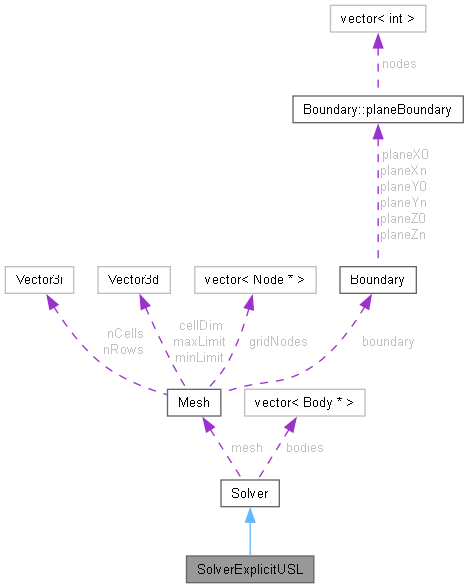 vector< int >
nodes
Boundary::planeBoundary
planeX0
planeXn
planeY0
planeYn
planeZ0
planeZn
Vector3i
Vector3d
vector< Node * >
Boundary
nCells
nRows
cellDim
maxLimit
minLimit
gridNodes
boundary
Mesh
vector< Body * >
mesh
bodies
Solver
SolverExplicitUSL